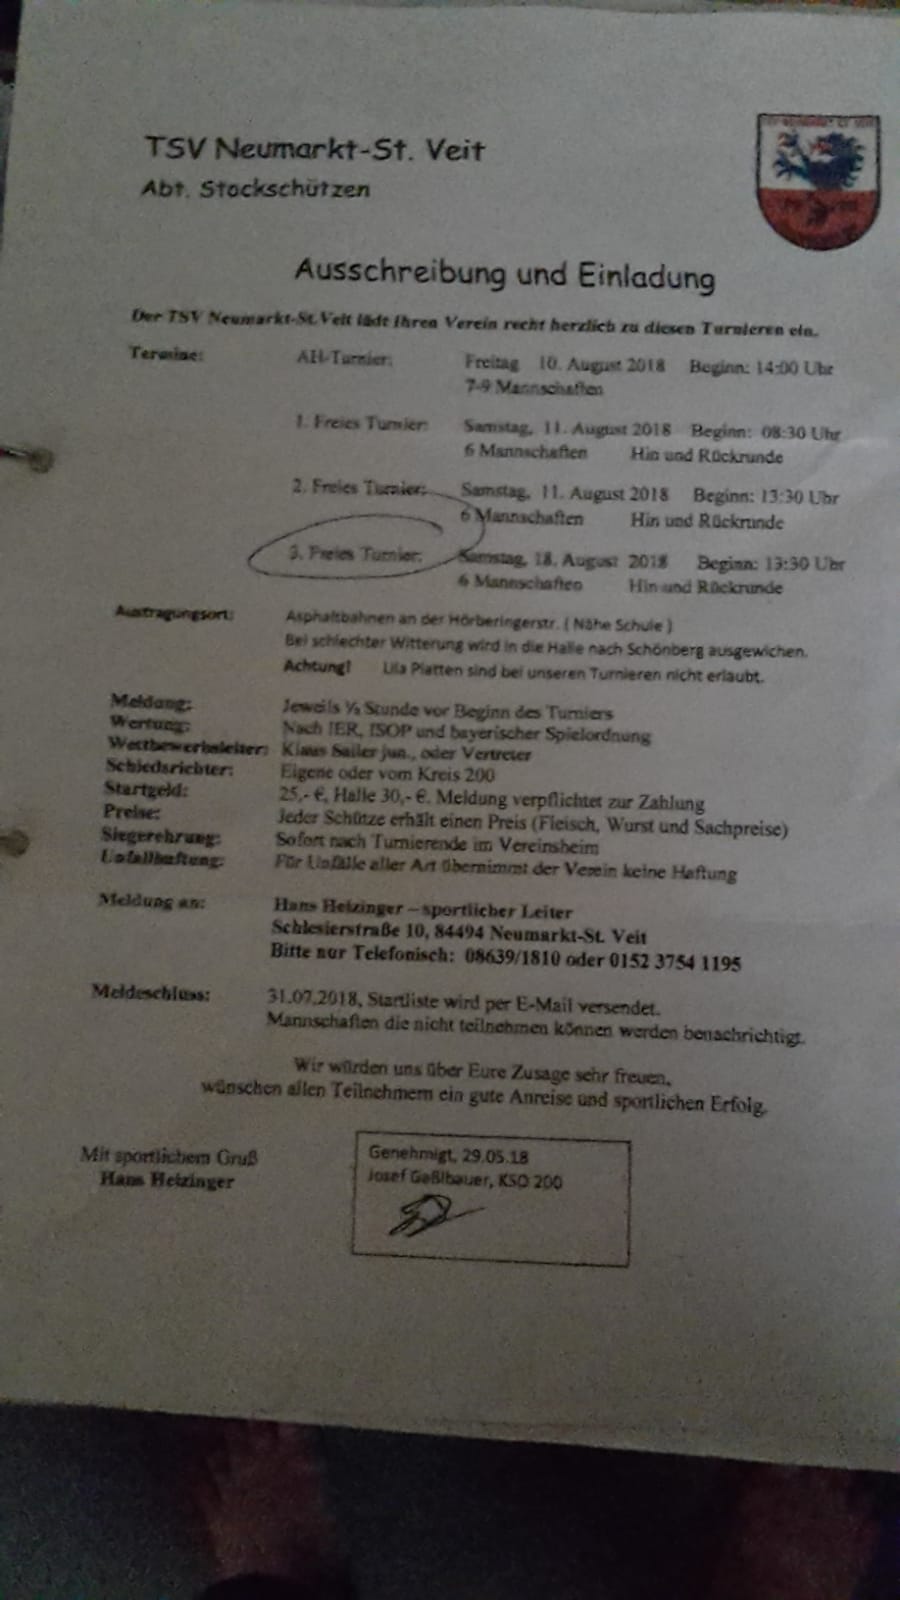 TSV Neumarkt-St. Veit
Abt. Stockschützen
Ausschreibung und Einladung
Der TSV Neumarkt-St.Veit lädt Ihren Verein recht herzlich zu diesen Turnieren ein.
Termine: AH-Turnier: Freitag 10. August 2018 Beginn: 14:00 Uhr
7-9 Mannschaften
1. Freies Turnier: Samstag, 11. August 2018 Beginn: 08:30 Uhr
6 Mannschaften Hin und Rückrunde
2. Freies Turnier: Samstag, 11. August 2018 Beginn: 13:30 Uhr
6 Mannschaften Hin und Rückrunde
3. Freies Turnier: Samstag, 18. August 2018 Beginn: 13:30 Uhr
6 Mannschaften Hin und Rückrunde
Austragungsort: Asphaltbahnen an der Hörberingerstr. ( Nähe Schule )
Bei schlechter Witterung wird in die Halle nach Schönberg ausgewichen.
Achtung! Lila Platten sind bei unseren Turnieren nicht erlaubt.
Meldung: Jeweils ½ Stunde vor Beginn des Turniers
Wertung: Nach IER, ISOP und bayerischer Spielordnung
Wettbewerbsleiter: Klaus Sailer jun., oder Vertreter
Schiedsrichter: Eigene oder vom Kreis 200
Startgeld: 25,- €, Halle 30,- €. Meldung verpflichtet zur Zahlung
Preise: Jeder Schütze erhält einen Preis (Fleisch, Wurst und Sachpreise)
Siegerehrung: Sofort nach Turnierende im Vereinsheim
Unfallhaftung: Für Unfälle aller Art übernimmt der Verein keine Haftung
Meldung an: Hans Heizinger – sportlicher Leiter
Schlesierstraße 10, 84494 Neumarkt-St. Veit
Bitte nur Telefonisch: 08639/1810 oder 0152 3754 1195
Meldeschluss: 31.07.2018, Startliste wird per E-Mail versendet.
Mannschaften die nicht teilnehmen können werden benachrichtigt.
Wir würden uns über Eure Zusage sehr freuen,
wünschen allen Teilnehmern ein gute Anreise und sportlichen Erfolg.
Mit sportlichem Gruß
Hans Heizinger
Genehmigt, 29.05.18
Josef Gaßlbauer, KSO 200